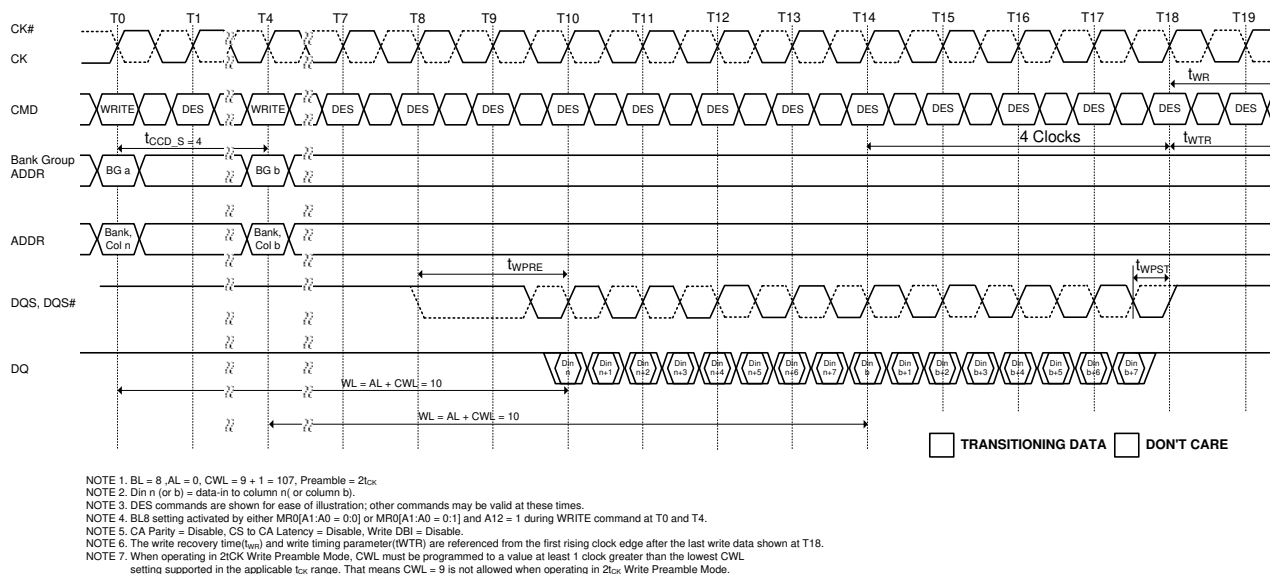 T0 T1 T4 T7 T8 T9 T10 T11 T12 T13 T14 T15 T16 T17 T18 T19
CK#
CK
tWR
CMD WRITE DES WRITE DES DES DES DES DES DES DES DES DES DES DES DES DES
tCCD_S = 4
4 Clocks
tWTR
Bank Group
ADDR
BG a BG b
ADDR
Bank, Col n
Bank, Col b
tWPRE
tWPST
DQS, DQS#
DQ
Din n Din n+1 Din n+2 Din n+3 Din n+4 Din n+5 Din n+6 Din n+7 Din b Din b+1 Din b+2 Din b+3 Din b+4 Din b+5 Din b+6 Din b+7
WL = AL + CWL = 10
WL = AL + CWL = 10
TRANSITIONING DATA DON'T CARE
NOTE 1. BL = 8 ,AL = 0, CWL = 9 + 1 = 107, Preamble = 2tCK
NOTE 2. Din n (or b) = data-in to column n( or column b).
NOTE 3. DES commands are shown for ease of illustration; other commands may be valid at these times.
NOTE 4. BL8 setting activated by either MR0[A1:A0 = 0:0] or MR0[A1:A0 = 0:1] and A12 = 1 during WRITE command at T0 and T4.
NOTE 5. CA Parity = Disable, CS to CA Latency = Disable, Write DBI = Disable.
NOTE 6. The write recovery time(tWR) and write timing parameter(tWTR) are referenced from the first rising clock edge after the last write data shown at T18.
NOTE 7. When operating in 2tCK Write Preamble Mode, CWL must be programmed to a value at least 1 clock greater than the lowest CWL
setting supported in the applicable tCK range. That means CWL = 9 is not allowed when operating in 2tCK Write Preamble Mode.